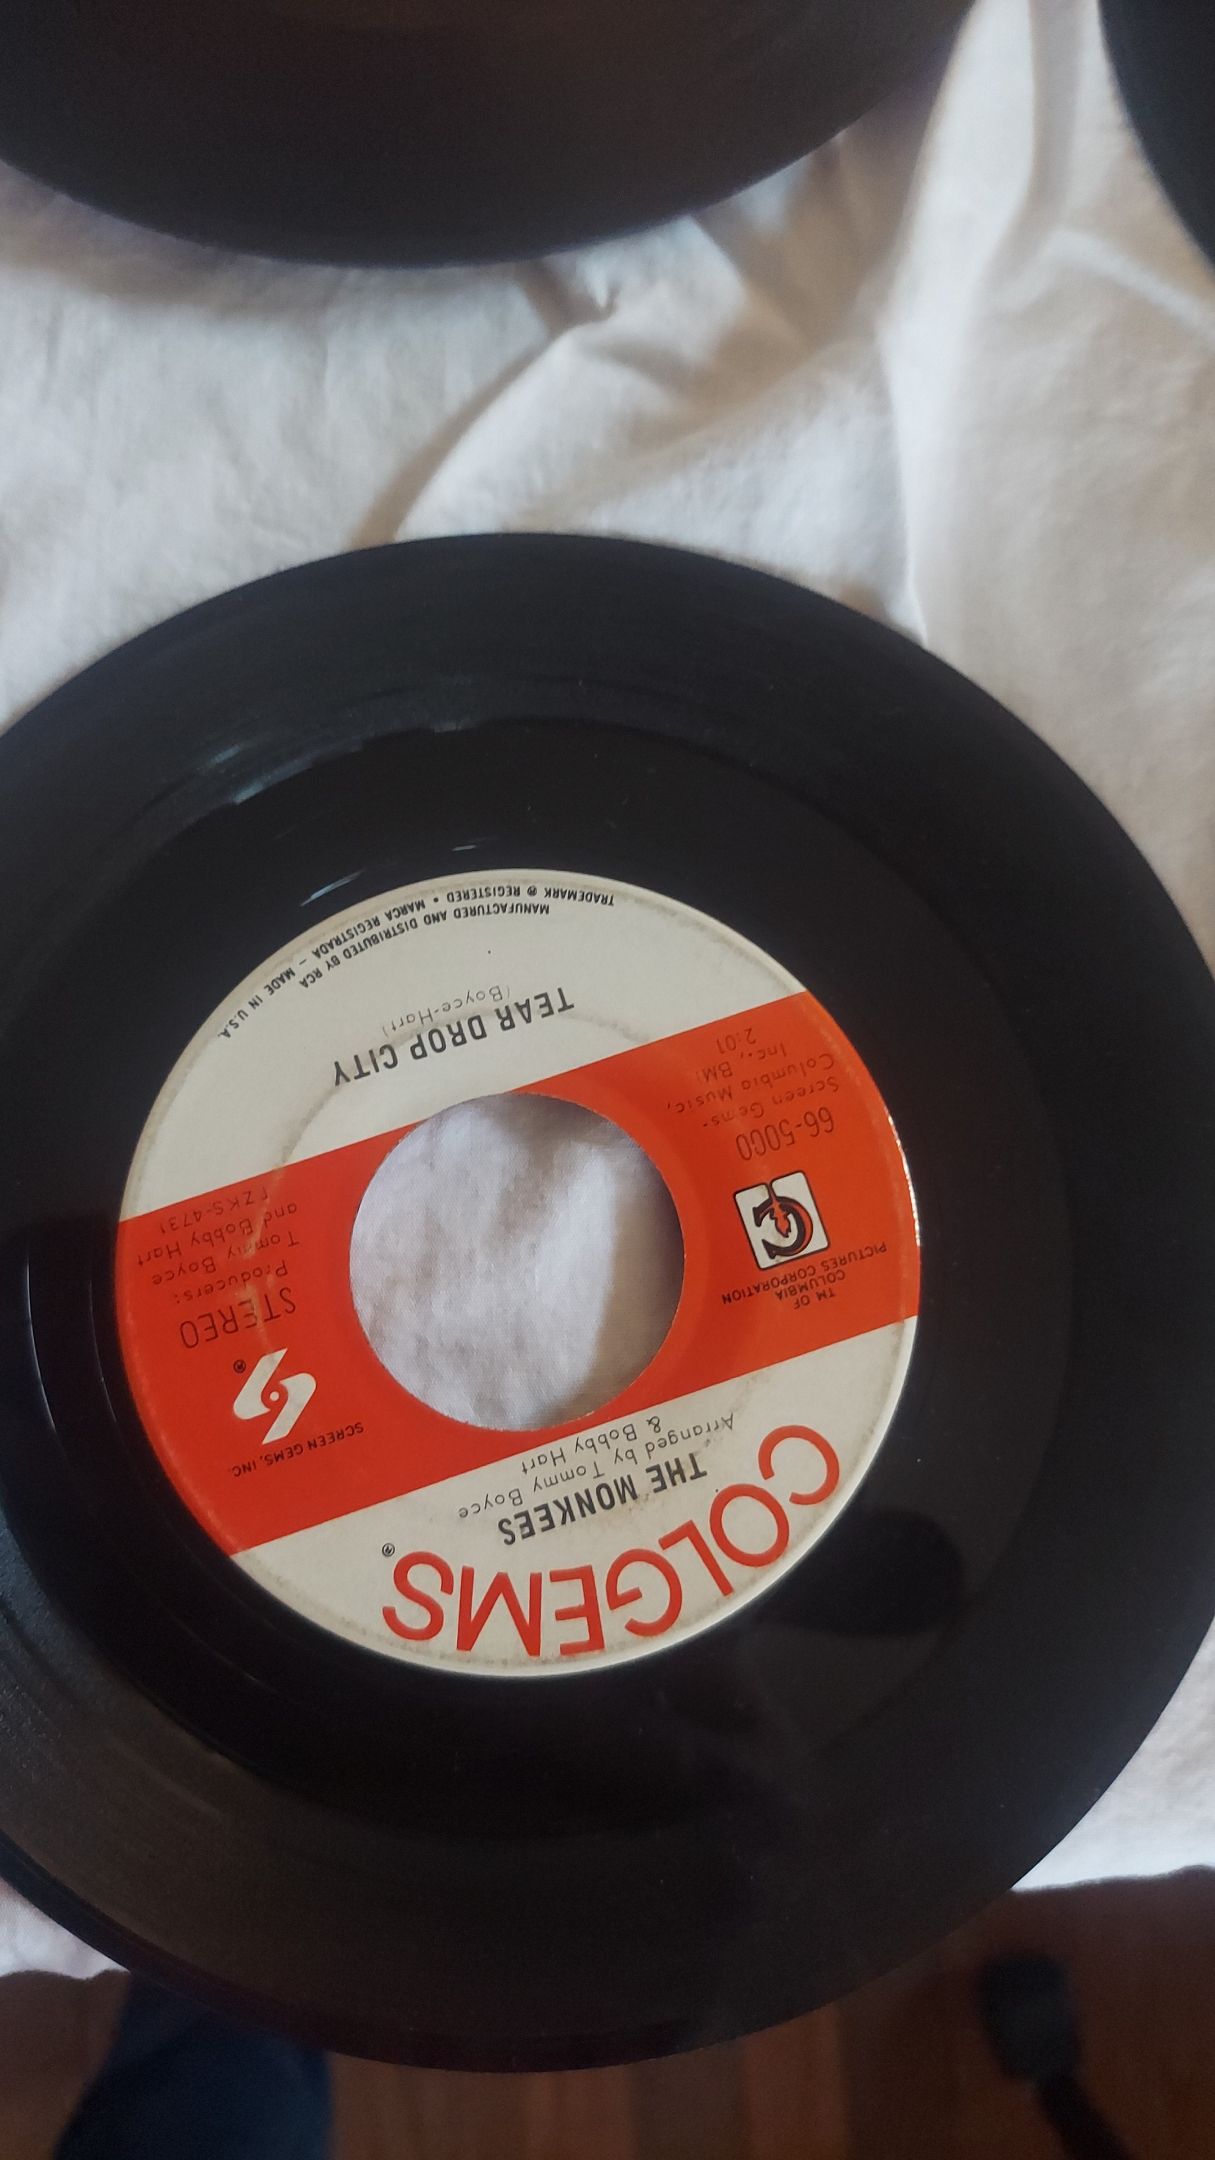 COLGEMS®
THE MONKEES
Arranged by Tommy Boyce
& Bobby Hart
TM OF
COLUMBIA
PICTURES CORPORATION
66-5000
Screen Gems-
Columbia Music,
Inc., BMI
2:01
SCREEN GEMS, INC.
®
STEREO
Producers:
Tommy Boyce
and Bobby Hart
TZKS-4731
TEAR DROP CITY
(Boyce-Hart)
TRADEMARK ® REGISTERED • MARCA REGISTRADA — MADE IN U.S.A.
MANUFACTURED AND DISTRIBUTED BY RCA